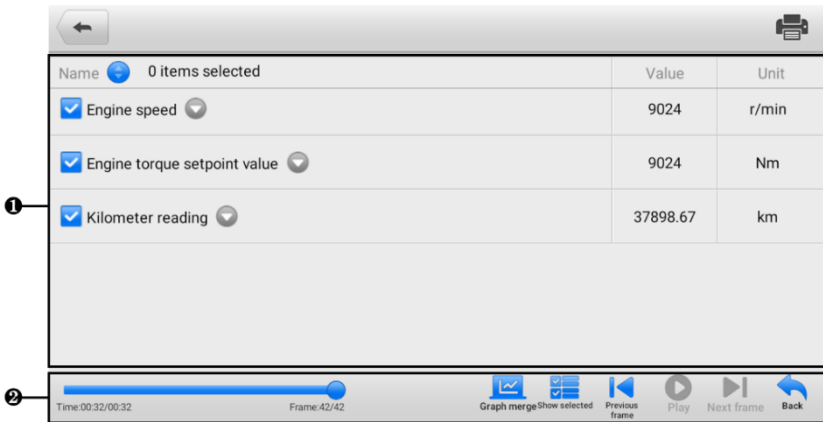 Name 0 items selected Value Unit
Engine speed 9024 r/min
Engine torque setpoint value 9024 Nm
❶
Kilometer reading 37898.67 km
❷
Time:00:32/00:32 Frame:42/42 Graph merge Show selected Previous frame Play Next frame Back